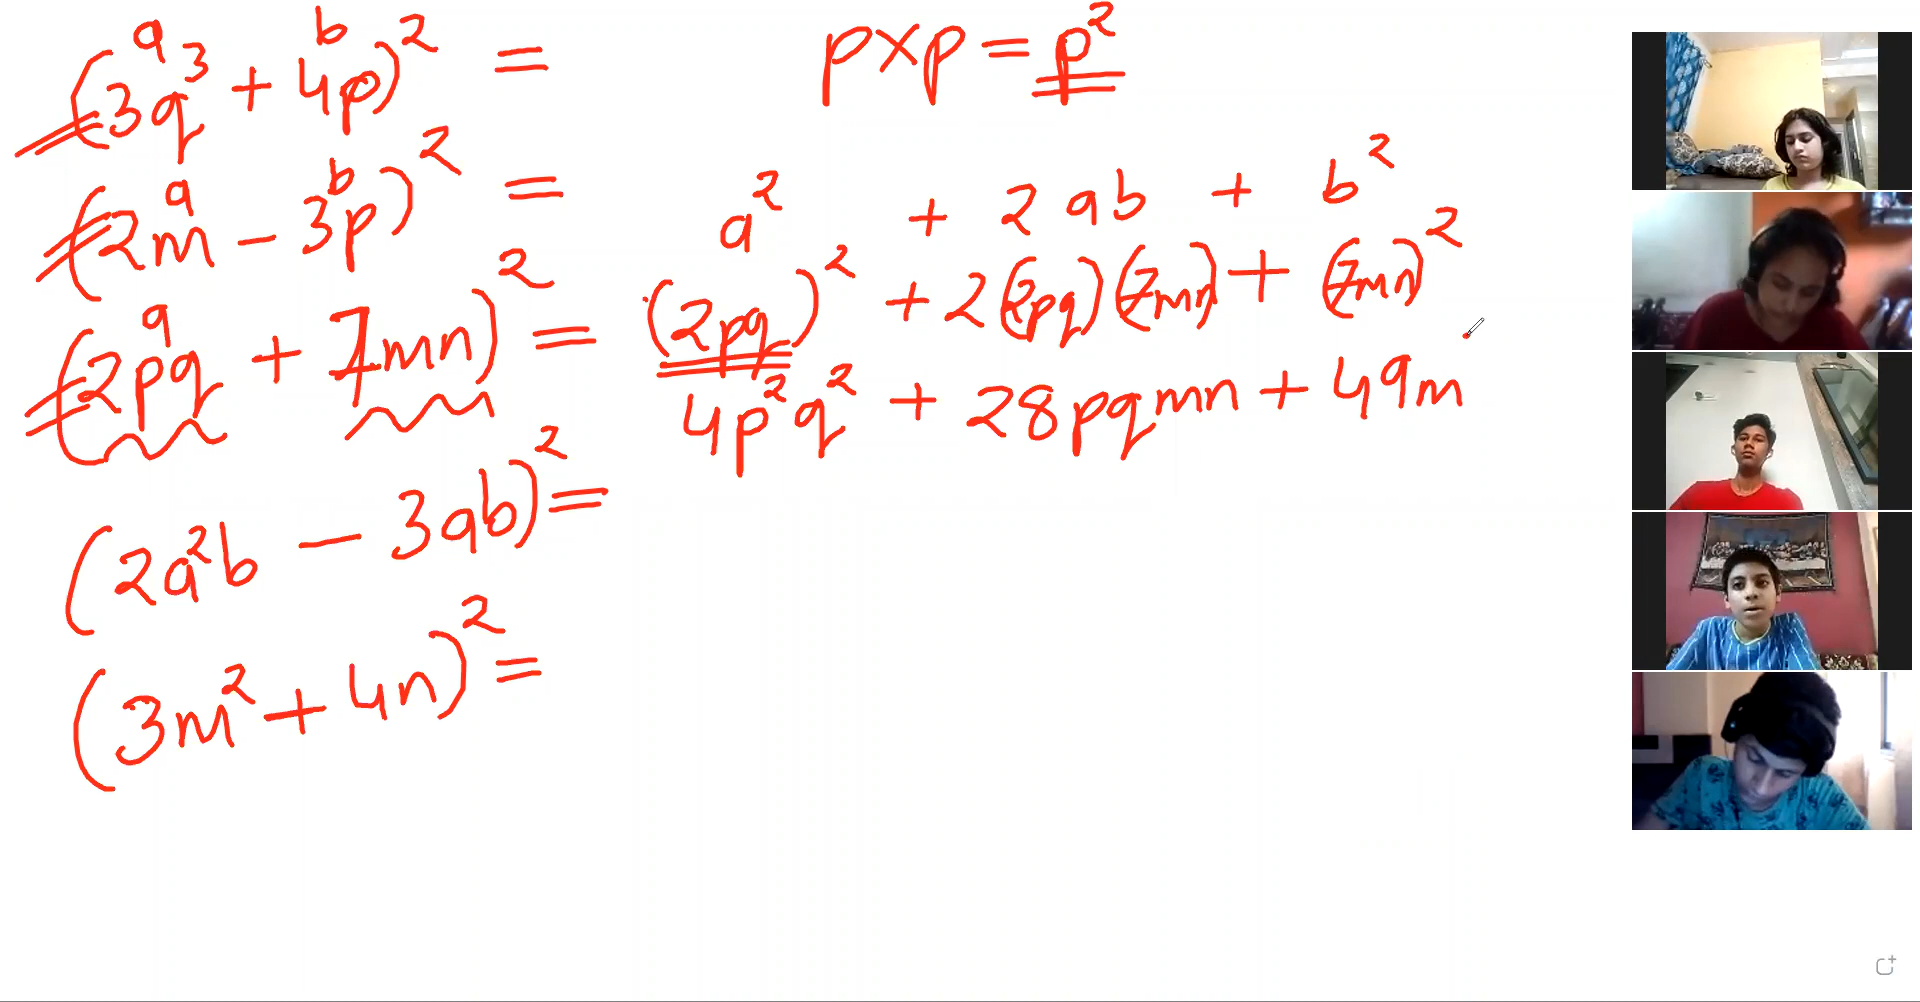 a b
(3q³ + 4p)² = p×p = p²
a b
(2m - 3p)² =
a² + 2ab + b²
a
(2pq + 7mn)² = (2pq)² + 2(2pq)(7mn) + (7mn)²
4p²q² + 28pqmn + 49m
(2a²b - 3ab)² =
(3m² + 4n)² =